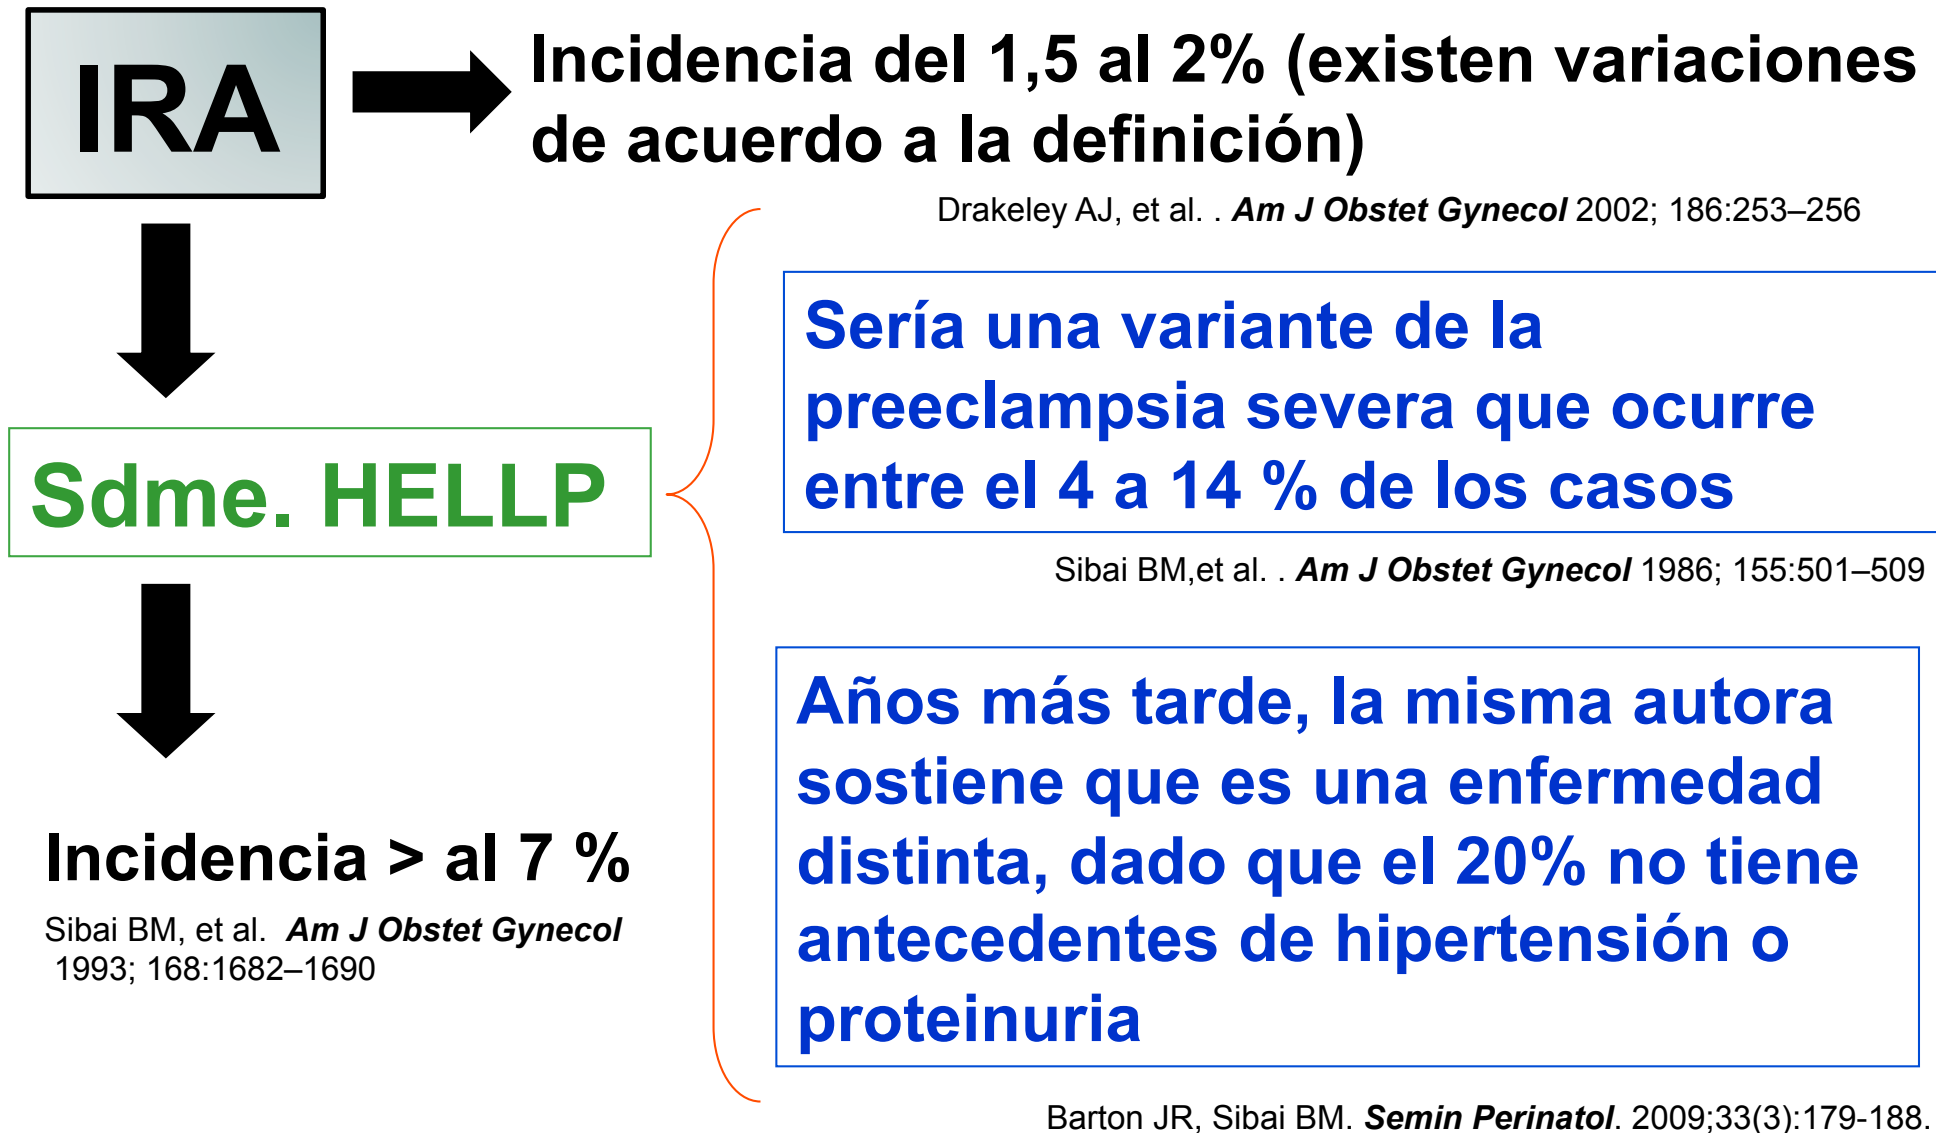 IRA
Incidencia del 1,5 al 2% (existen variaciones
de acuerdo a la definición)
Drakeley AJ, et al. . Am J Obstet Gynecol 2002; 186:253–256
Sdme. HELLP
Sería una variante de la
preeclampsia severa que ocurre
entre el 4 a 14 % de los casos
Sibai BM,et al. . Am J Obstet Gynecol 1986; 155:501–509
Años más tarde, la misma autora
sostiene que es una enfermedad
distinta, dado que el 20% no tiene
antecedentes de hipertensión o
proteinuria
Barton JR, Sibai BM. Semin Perinatol. 2009;33(3):179-188.
Incidencia > al 7 %
Sibai BM, et al. Am J Obstet Gynecol
1993; 168:1682–1690